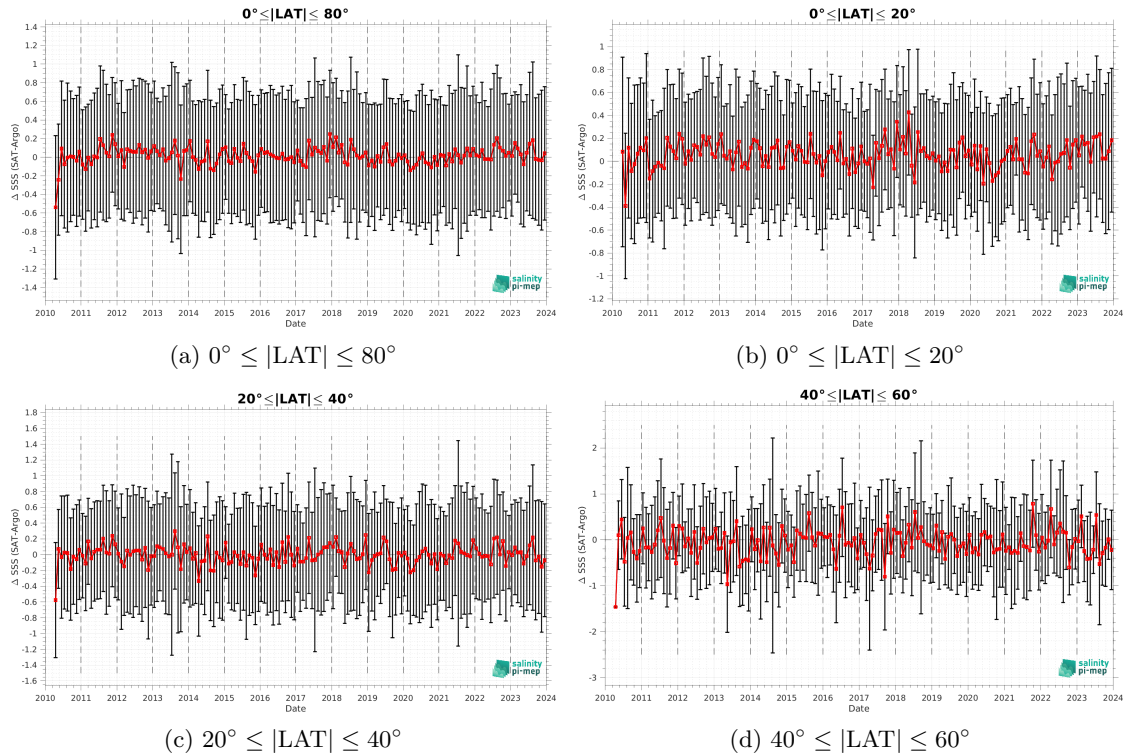 0°≤|LAT|≤ 80°
1.4
1.2
1
0.8
0.6
0.4
0.2
0
-0.2
-0.4
-0.6
-0.8
-1
-1.2
-1.4
Δ SSS (SAT-Argo)
salinity
pi-mep
2010 2011 2012 2013 2014 2015 2016 2017 2018 2019 2020 2021 2022 2023 2024
Date
(a) 0° ≤ |LAT| ≤ 80°
0°≤|LAT|≤ 20°
1
0.8
0.6
0.4
0.2
0
-0.2
-0.4
-0.6
-0.8
-1
-1.2
Δ SSS (SAT-Argo)
salinity
pi-mep
2010 2011 2012 2013 2014 2015 2016 2017 2018 2019 2020 2021 2022 2023 2024
Date
(b) 0° ≤ |LAT| ≤ 20°
20°≤|LAT|≤ 40°
1.8
1.6
1.4
1.2
1
0.8
0.6
0.4
0.2
0
-0.2
-0.4
-0.6
-0.8
-1
-1.2
-1.4
-1.6
Δ SSS (SAT-Argo)
salinity
pi-mep
2010 2011 2012 2013 2014 2015 2016 2017 2018 2019 2020 2021 2022 2023 2024
Date
(c) 20° ≤ |LAT| ≤ 40°
40°≤|LAT|≤ 60°
2
1
0
-1
-2
-3
Δ SSS (SAT-Argo)
salinity
pi-mep
2010 2011 2012 2013 2014 2015 2016 2017 2018 2019 2020 2021 2022 2023 2024
Date
(d) 40° ≤ |LAT| ≤ 60°